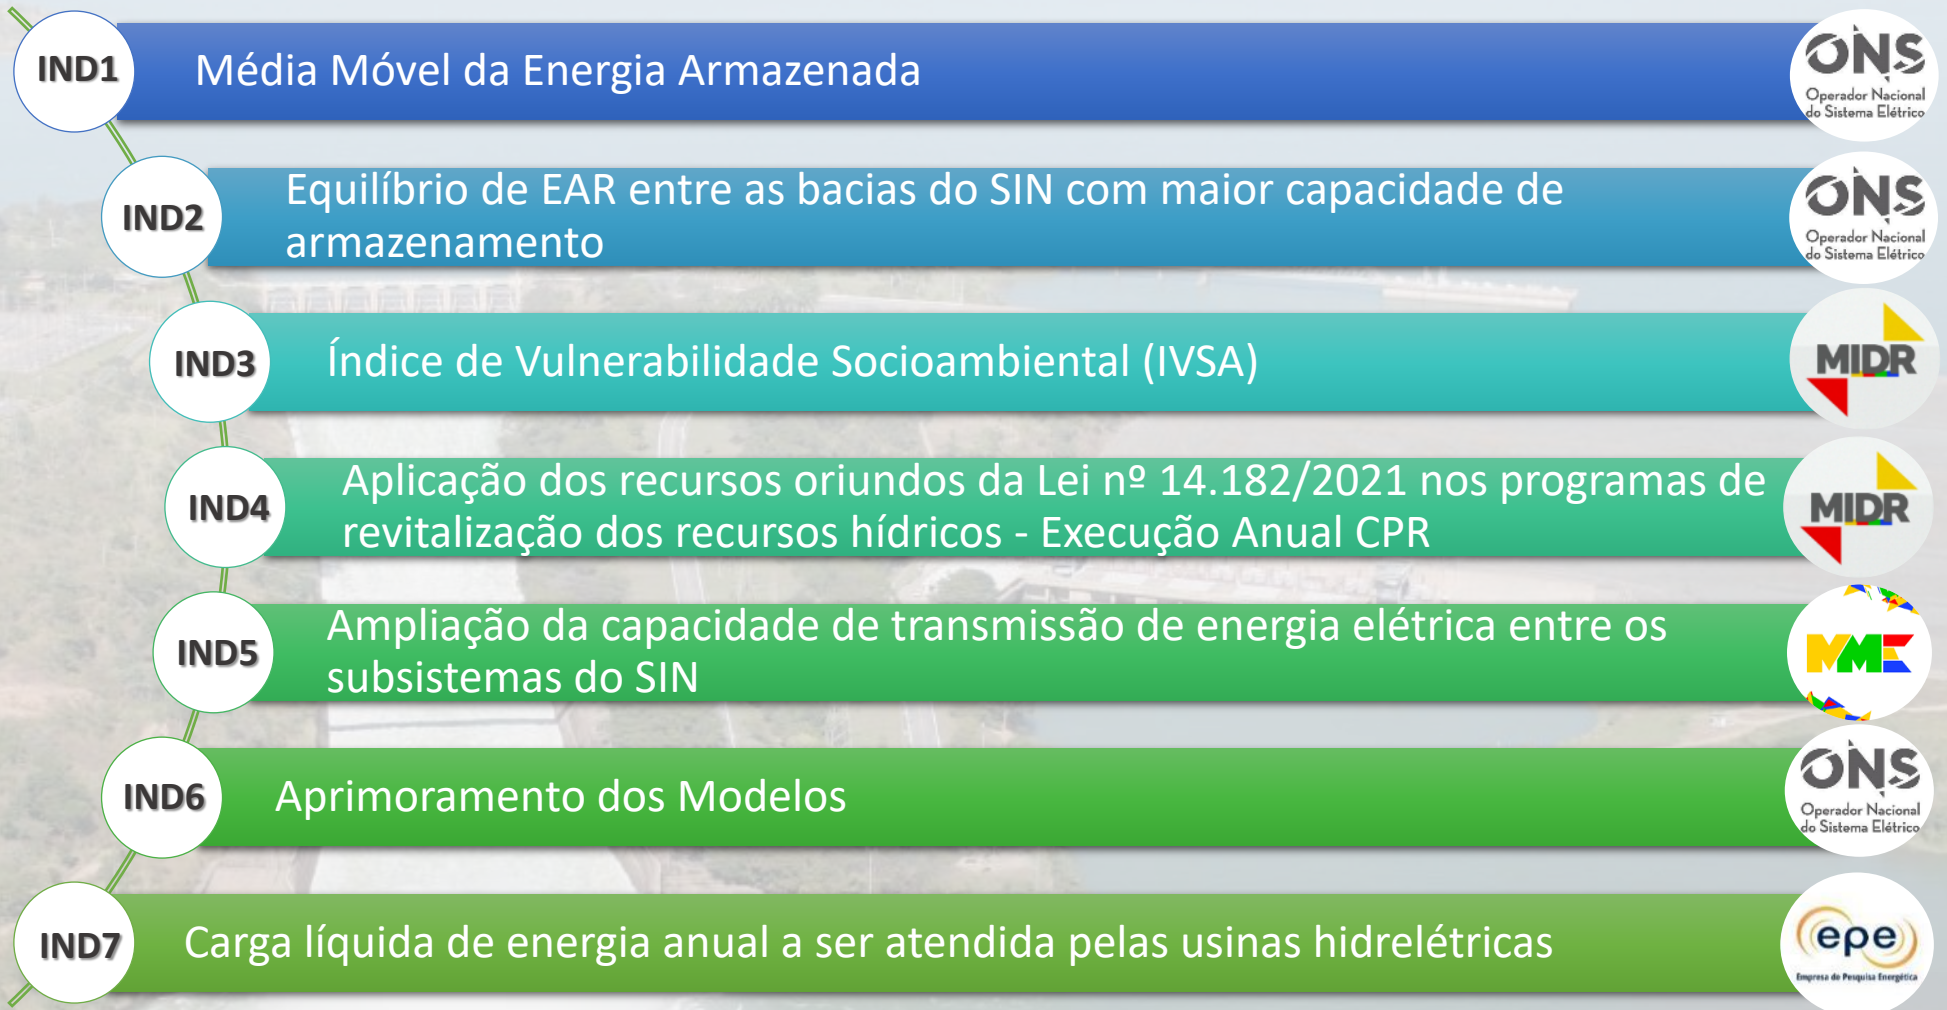 IND1
Média Móvel da Energia Armazenada
ONS
Operador Nacional
do Sistema Elétrico
IND2
Equilíbrio de EAR entre as bacias do SIN com maior capacidade de
armazenamento
ONS
Operador Nacional
do Sistema Elétrico
IND3
Índice de Vulnerabilidade Socioambiental (IVSA)
MIDR
IND4
Aplicação dos recursos oriundos da Lei nº 14.182/2021 nos programas de
revitalização dos recursos hídricos - Execução Anual CPR
MIDR
IND5
Ampliação da capacidade de transmissão de energia elétrica entre os
subsistemas do SIN
MME
IND6
Aprimoramento dos Modelos
ONS
Operador Nacional
do Sistema Elétrico
IND7
Carga líquida de energia anual a ser atendida pelas usinas hidrelétricas
epe
Empresa de Pesquisa Energética